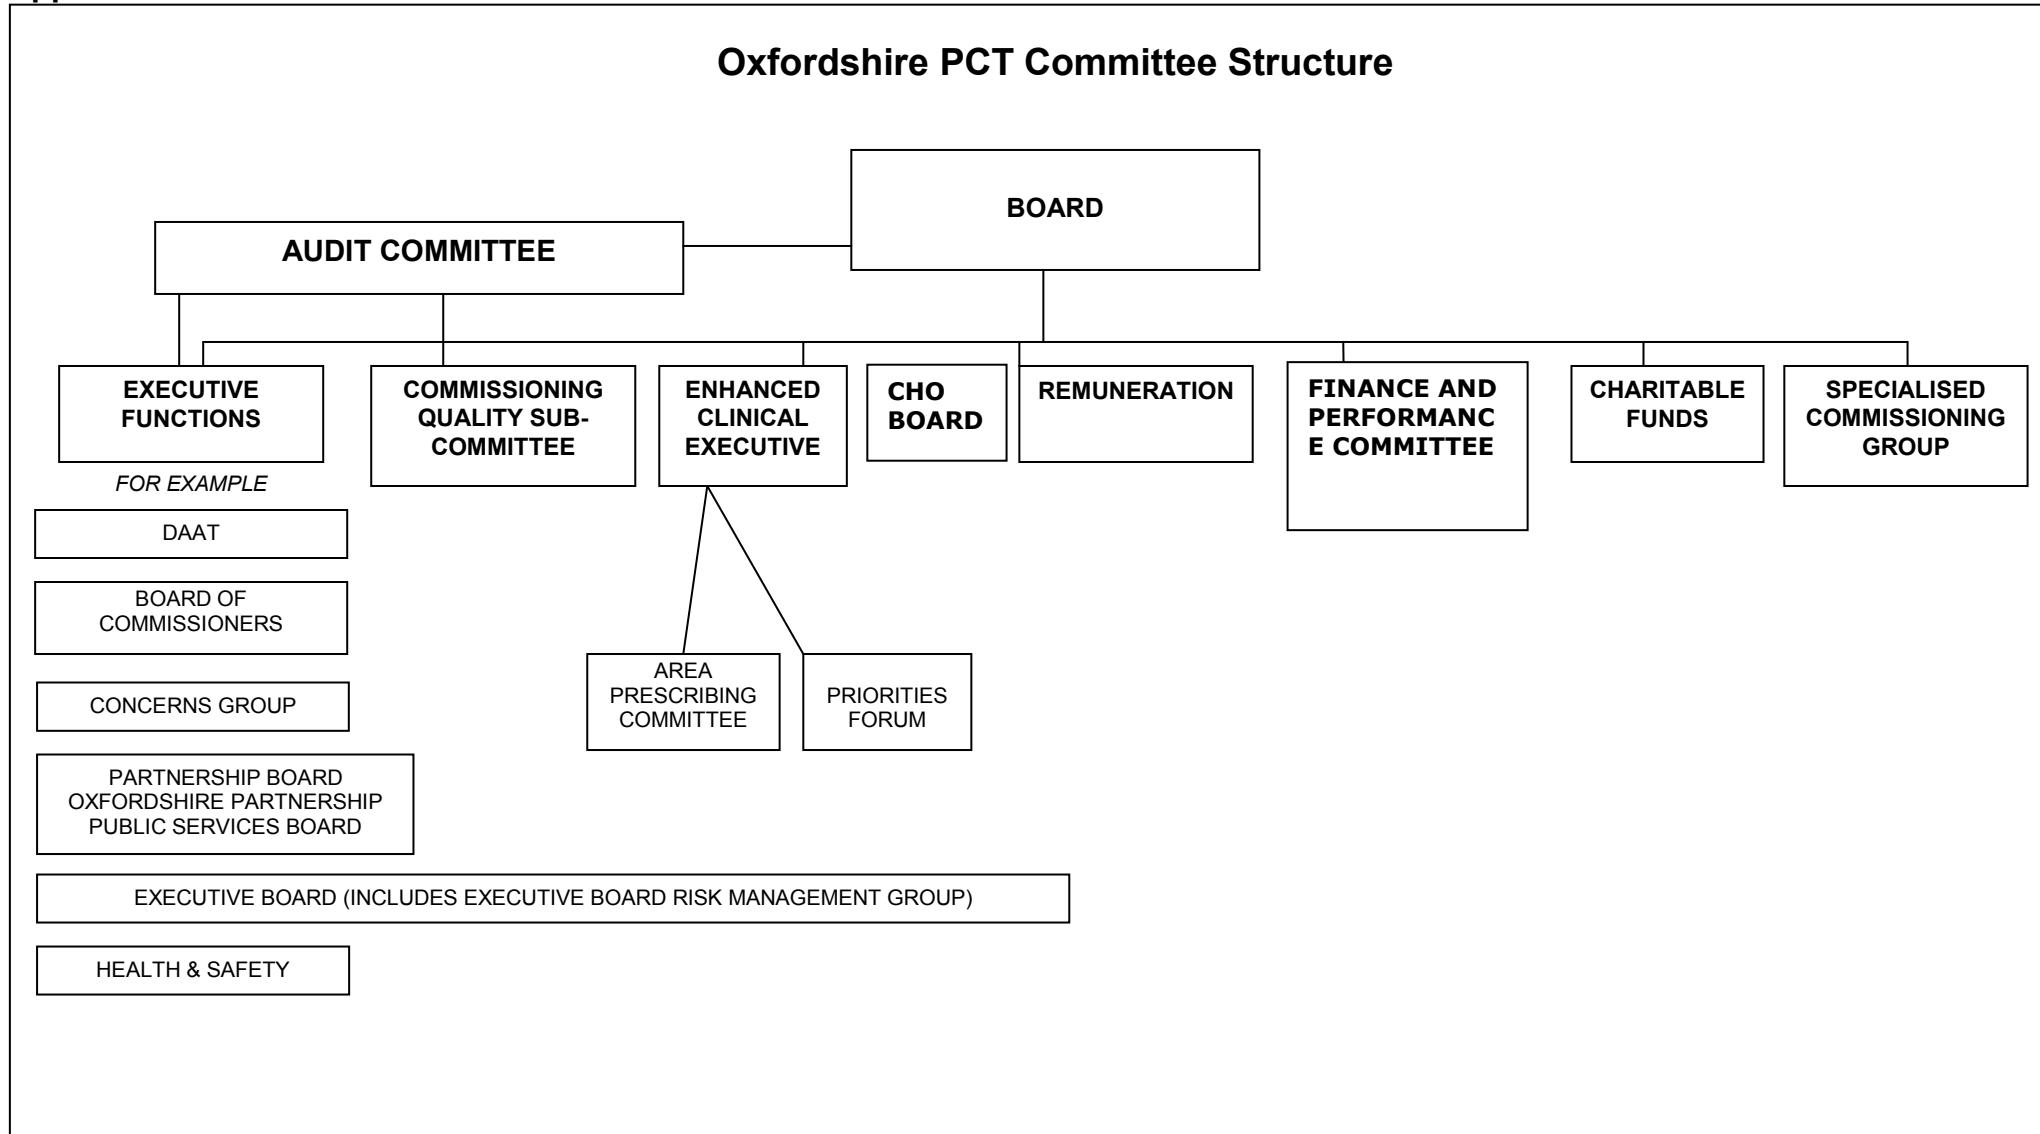 Oxfordshire PCT Committee Structure
BOARD
AUDIT COMMITTEE
EXECUTIVE
FUNCTIONS
COMMISSIONING
QUALITY SUB-
COMMITTEE
ENHANCED
CLINICAL
EXECUTIVE
CHO
BOARD
REMUNERATION
FINANCE AND
PERFORMANC
E COMMITTEE
CHARITABLE
FUNDS
SPECIALISED
COMMISSIONING
GROUP
FOR EXAMPLE
DAAT
BOARD OF
COMMISSIONERS
CONCERNS GROUP
AREA
PRESCRIBING
COMMITTEE
PRIORITIES
FORUM
PARTNERSHIP BOARD
OXFORDSHIRE PARTNERSHIP
PUBLIC SERVICES BOARD
EXECUTIVE BOARD (INCLUDES EXECUTIVE BOARD RISK MANAGEMENT GROUP)
HEALTH & SAFETY